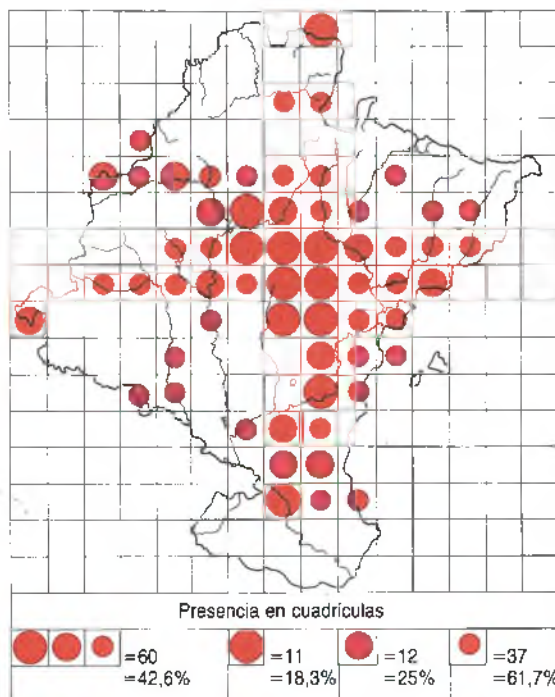 Presencia en cuadrículas
=60 =11 =12 =37
=42,6% =18,3% =25% =61,7%